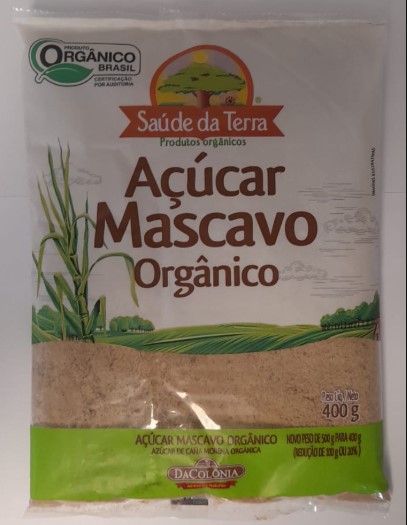 PRODUTO
ORGÂNICO
BRASIL
CERTIFICAÇÃO
POR AUDITORIA
Saúde da Terra
Produtos orgânicos
Açúcar
Mascavo
Orgânico
Peso Líq./Neto
400 g
AÇÚCAR MASCAVO ORGÂNICO
AZÚCAR DE CAÑA MORENA ORGÂNICA
NOVO PESO DE 500 g PARA 400 g
(REDUÇÃO DE 100 g OU 20%)
DACOLÔNIA